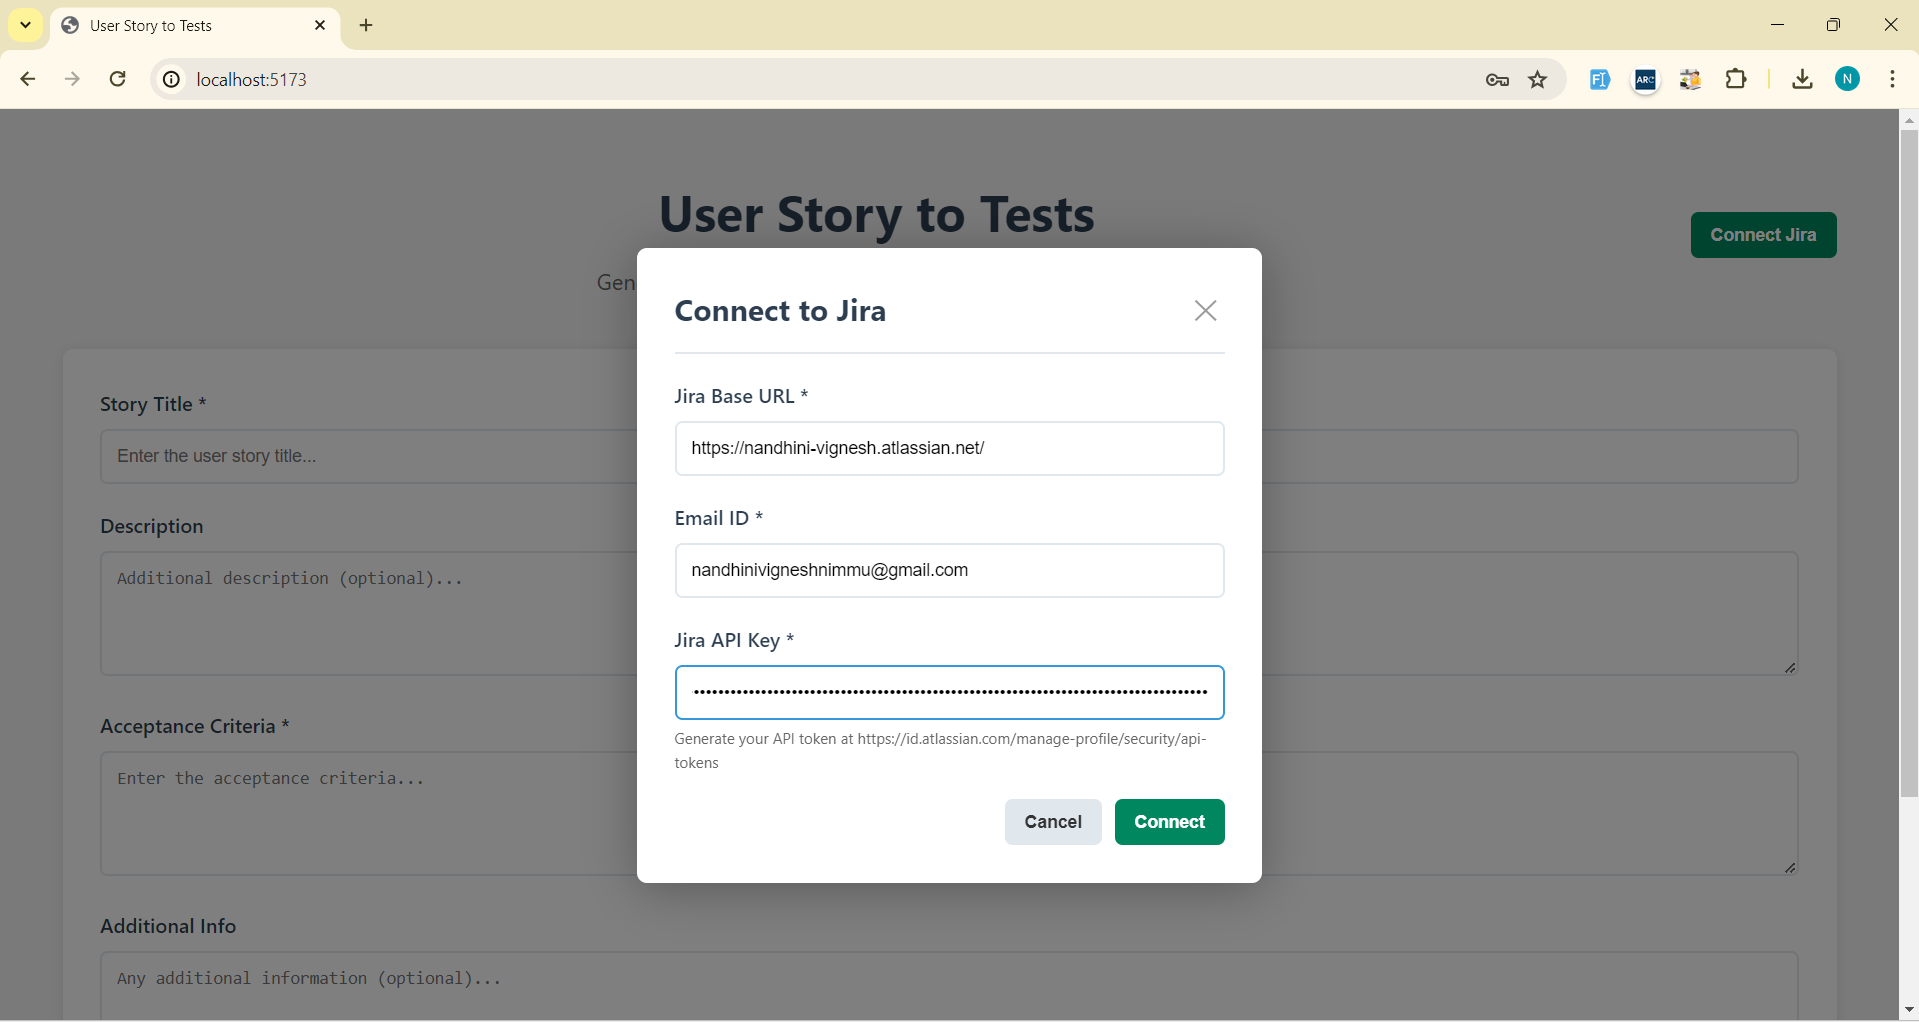 User Story to Tests
localhost:5173
ARC
N
User Story to Tests
Connect Jira
Gen
Connect to Jira
Story Title *
Jira Base URL *
Enter the user story title...
https://nandhini-vignesh.atlassian.net/
Description
Email ID *
Additional description (optional)...
nandhinivigneshnimmu@gmail.com
Jira API Key *
Acceptance Criteria *
Generate your API token at https://id.atlassian.com/manage-profile/security/api-
tokens
Enter the acceptance criteria...
Cancel
Connect
Additional Info
Any additional information (optional)...